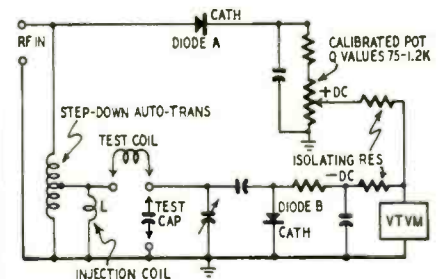 CATH
RF IN
DIODE A
CALIBRATED POT
Q VALUES 75-1.2K
+DC
STEP-DOWN AUTO-TRANS
TEST COIL
ISOLATING RES
-DC
L
TEST
CAP
DIODE B
CATH
VTVM
INJECTION COIL